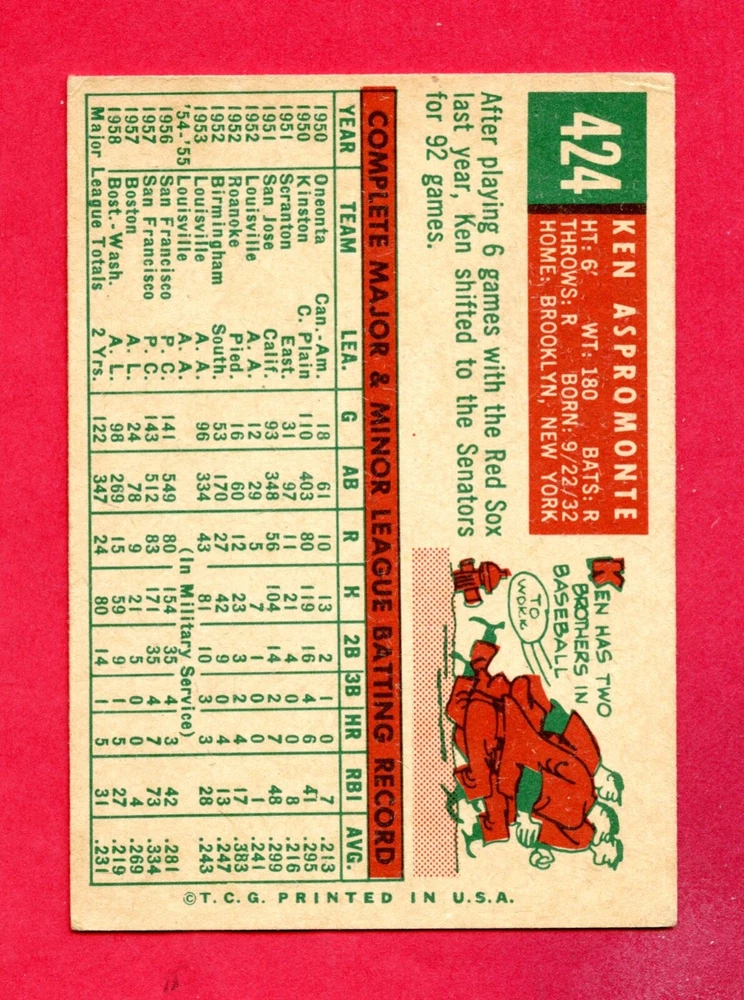 424
KEN ASPROMONTE
HT: 6' WT: 180 BATS: R
THROWS: R BORN: 9/22/32
HOME: BROOKLYN, NEW YORK
After playing 6 games with the Red Sox
last year, Ken shifted to the Senators
for 92 games.
KEN HAS TWO
BROTHERS IN
BASEBALL
TO
COMPLETE MAJOR & MINOR LEAGUE BATTING RECORD
YEAR TEAM LEA. G AB R H 2B 3B HR RBI AVG.
1950 Oneonta Can.-Am. 18 61 10 13 2 1 0 7 .213
1950 Kinston C. Plain 110 403 80 119 16 4 6 41 .295
1951 Scranton East. 31 97 11 21 4 0 0 8 .216
1951 San Jose Calif. 93 348 56 104 14 2 7 48 .299
1952 Louisville A. A. 12 29 5 7 1 0 0 1 .241
1952 Roanoke Pied. 16 60 12 23 3 2 4 17 .383
1952 Birmingham South. 53 170 27 42 9 1 0 13 .247
1953 Louisville A. A. 96 334 43 81 10 3 3 28 .243
'54-'55 Louisville A. A. (In Military Service)
1956 San Francisco P. C. 141 549 80 154 35 4 3 42 .281
1957 San Francisco P. C. 143 512 83 171 35 4 7 73 .334
1957 Boston A. L. 24 78 9 21 5 0 0 4 .269
1958 Bost.-Wash. A. L. 98 269 15 59 9 1 5 27 .219
Major League Totals 2 Yrs. 122 347 24 80 14 1 5 31 .231
©T.C.G. PRINTED IN U.S.A.